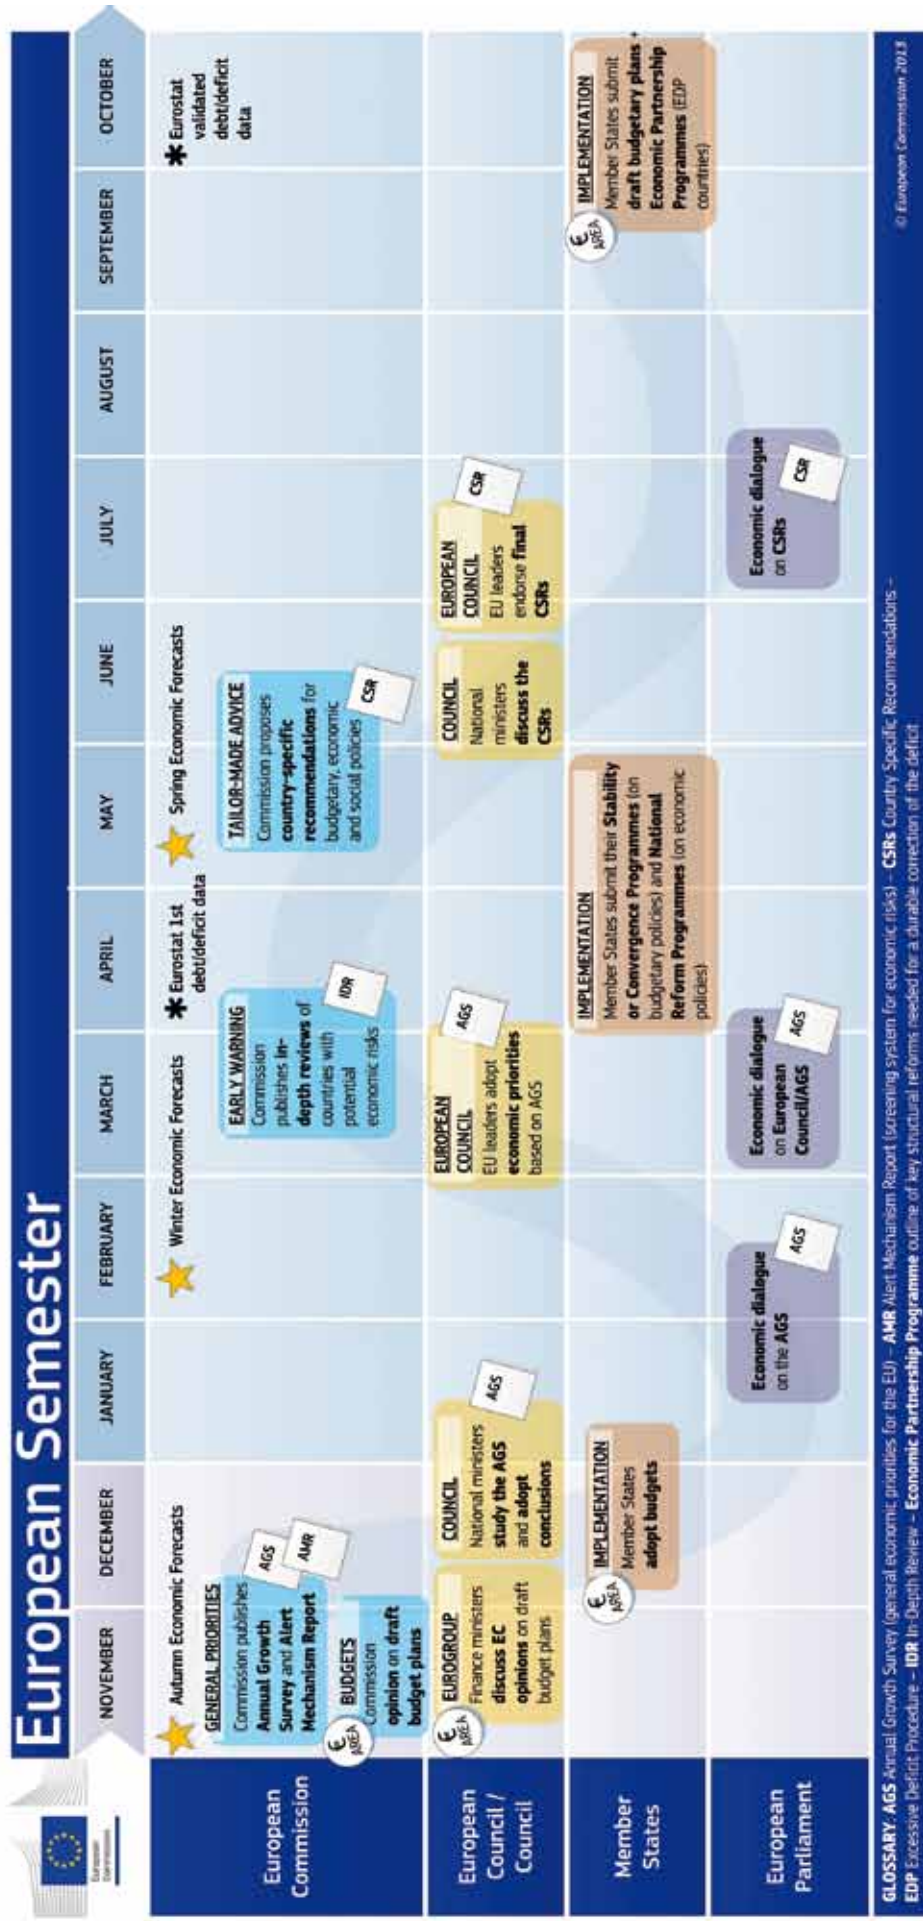 European Semester
European
Commission
NOVEMBER
DECEMBER
JANUARY
FEBRUARY
MARCH
APRIL
MAY
JUNE
JULY
AUGUST
SEPTEMBER
OCTOBER
European
Commission
Autumn Economic Forecasts
GENERAL PRIORITIES
Commission publishes
Annual Growth
Survey and Alert
Mechanism Report
AGS
AMR
€
AREA
BUDGETS
Commission
opinion on draft
budget plans
Winter Economic Forecasts
EARLY WARNING
Commission
publishes in-
depth reviews of
countries with
potential
economic risks
IDR
Eurostat 1st
debt/deficit data
Spring Economic Forecasts
TAILOR-MADE ADVICE
Commission proposes
country-specific
recommendations for
budgetary, economic
and social policies
CSR
Eurostat
validated
debt/deficit
data
European
Council /
Council
€
AREA
EUROGROUP
Finance ministers
discuss EC
opinions on draft
budget plans
COUNCIL
National ministers
study the AGS
and adopt
conclusions
AGS
EUROPEAN
COUNCIL
EU leaders adopt
economic priorities
based on AGS
AGS
COUNCIL
National
ministers
discuss the
CSRs
EUROPEAN
COUNCIL
EU leaders
endorse final
CSRs
CSR
Member
States
€
AREA
IMPLEMENTATION
Member States
adopt budgets
IMPLEMENTATION
Member States submit their Stability
or Convergence Programmes (on
budgetary policies) and National
Reform Programmes (on economic
policies)
€
AREA
IMPLEMENTATION
Member States submit
draft budgetary plans +
Economic Partnership
Programmes (EDP
countries)
European
Parliament
Economic dialogue
on the AGS
AGS
Economic dialogue
on European
Council/AGS
AGS
Economic dialogue
on CSRs
CSR
GLOSSARY: AGS Annual Growth Survey (general economic priorities for the EU) – AMR Alert Mechanism Report (screening system for economic risks) – CSRs Country Specific Recommendations –
EDP Excessive Deficit Procedure – IDR In-Depth Review – Economic Partnership Programme outline of key structural reforms needed for a durable correction of the deficit
© European Commission 2013